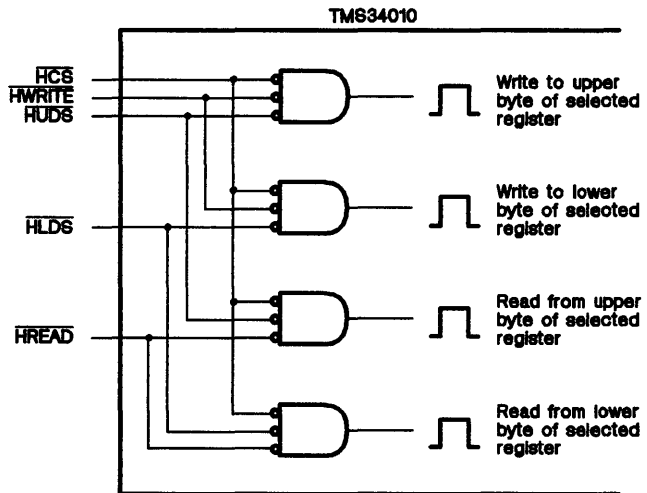 TMS34010
HCS
HWRITE
HUDS
Write to upper
byte of selected
register
HLDS
Write to lower
byte of selected
register
HREAD
Read from upper
byte of selected
register
Read from lower
byte of selected
register